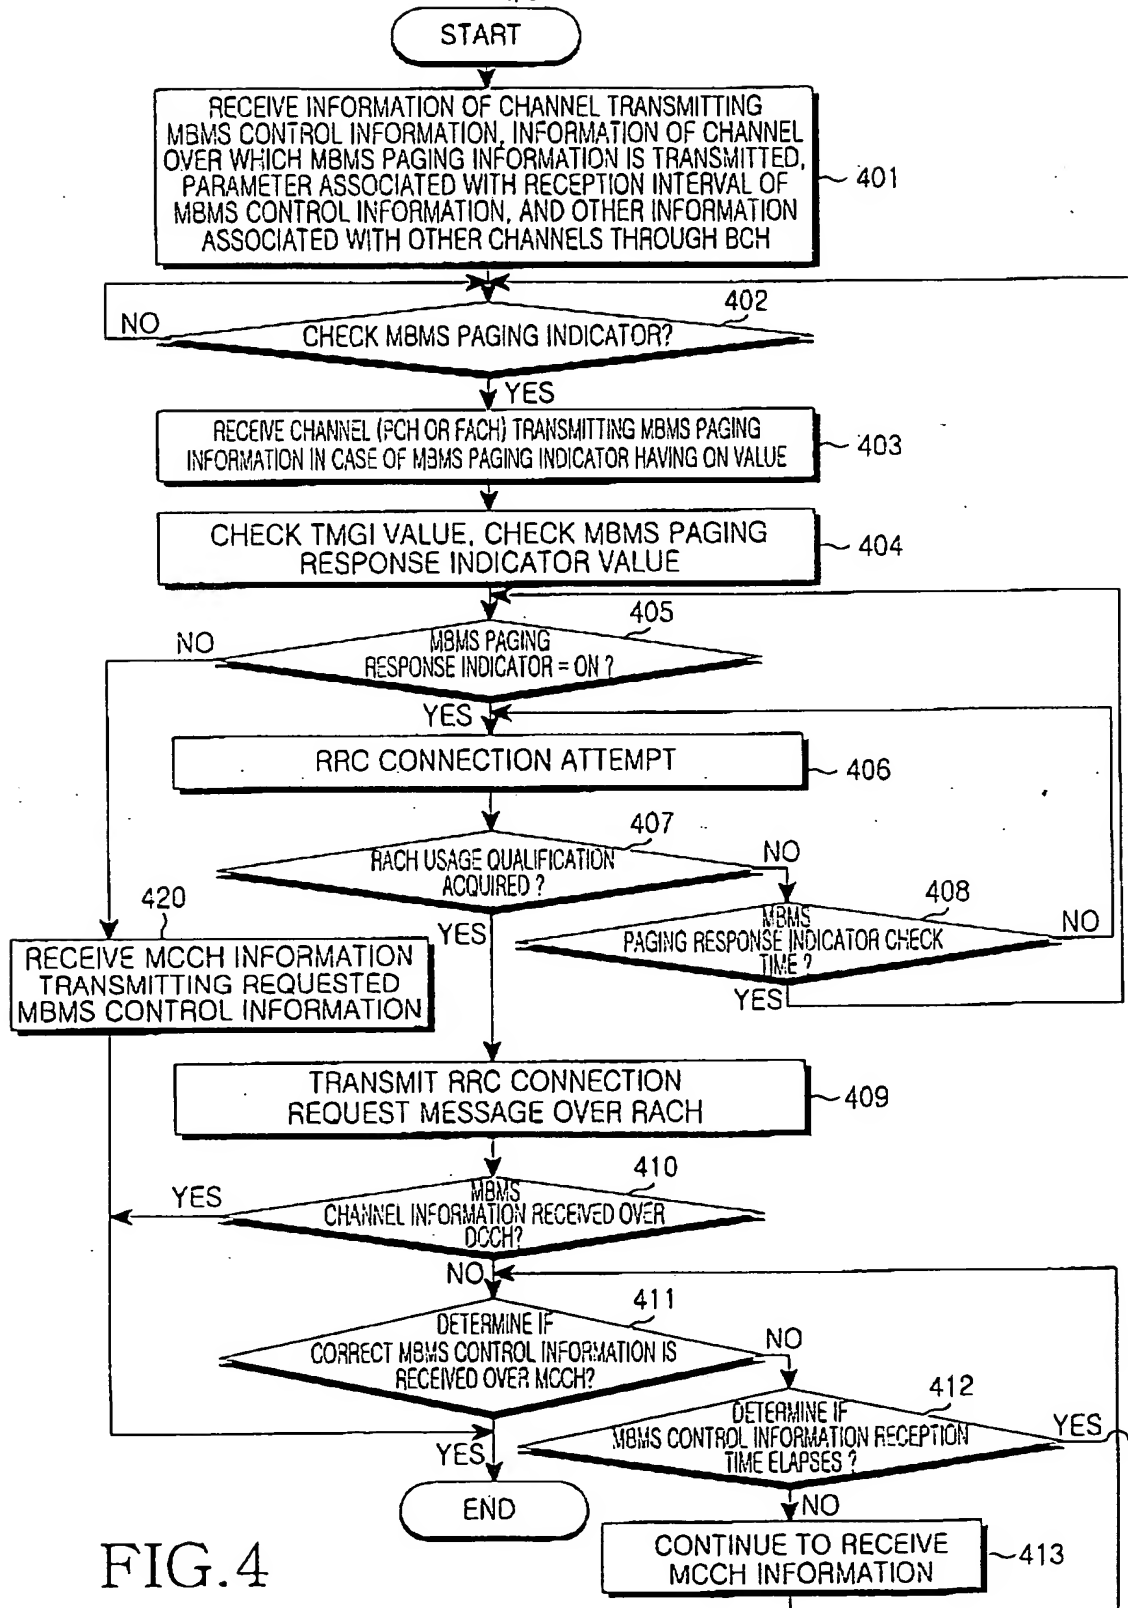 START
RECEIVE INFORMATION OF CHANNEL TRANSMITTING
MBMS CONTROL INFORMATION, INFORMATION OF CHANNEL
OVER WHICH MBMS PAGING INFORMATION IS TRANSMITTED,
PARAMETER ASSOCIATED WITH RECEPTION INTERVAL OF
MBMS CONTROL INFORMATION, AND OTHER INFORMATION
ASSOCIATED WITH OTHER CHANNELS THROUGH BCH
401
402
NO
CHECK MBMS PAGING INDICATOR?
YES
RECEIVE CHANNEL (PCH OR FACH) TRANSMITTING MBMS PAGING
INFORMATION IN CASE OF MBMS PAGING INDICATOR HAVING ON VALUE
403
CHECK TMGI VALUE, CHECK MBMS PAGING
RESPONSE INDICATOR VALUE
404
405
NO
MBMS PAGING
RESPONSE INDICATOR = ON ?
YES
RRC CONNECTION ATTEMPT
406
407
RACH USAGE QUALIFICATION
ACQUIRED ?
NO
YES
408
MBMS
PAGING RESPONSE INDICATOR CHECK
TIME ?
NO
YES
420
RECEIVE MCCH INFORMATION
TRANSMITTING REQUESTED
MBMS CONTROL INFORMATION
TRANSMIT RRC CONNECTION
REQUEST MESSAGE OVER RACH
409
410
YES
MBMS
CHANNEL INFORMATION RECEIVED OVER
DCCH?
NO
411
DETERMINE IF
CORRECT MBMS CONTROL INFORMATION IS
RECEIVED OVER MCCH?
NO
YES
412
DETERMINE IF
MBMS CONTROL INFORMATION RECEPTION
TIME ELAPSES ?
YES
NO
END
CONTINUE TO RECEIVE
MCCH INFORMATION
413
FIG.4